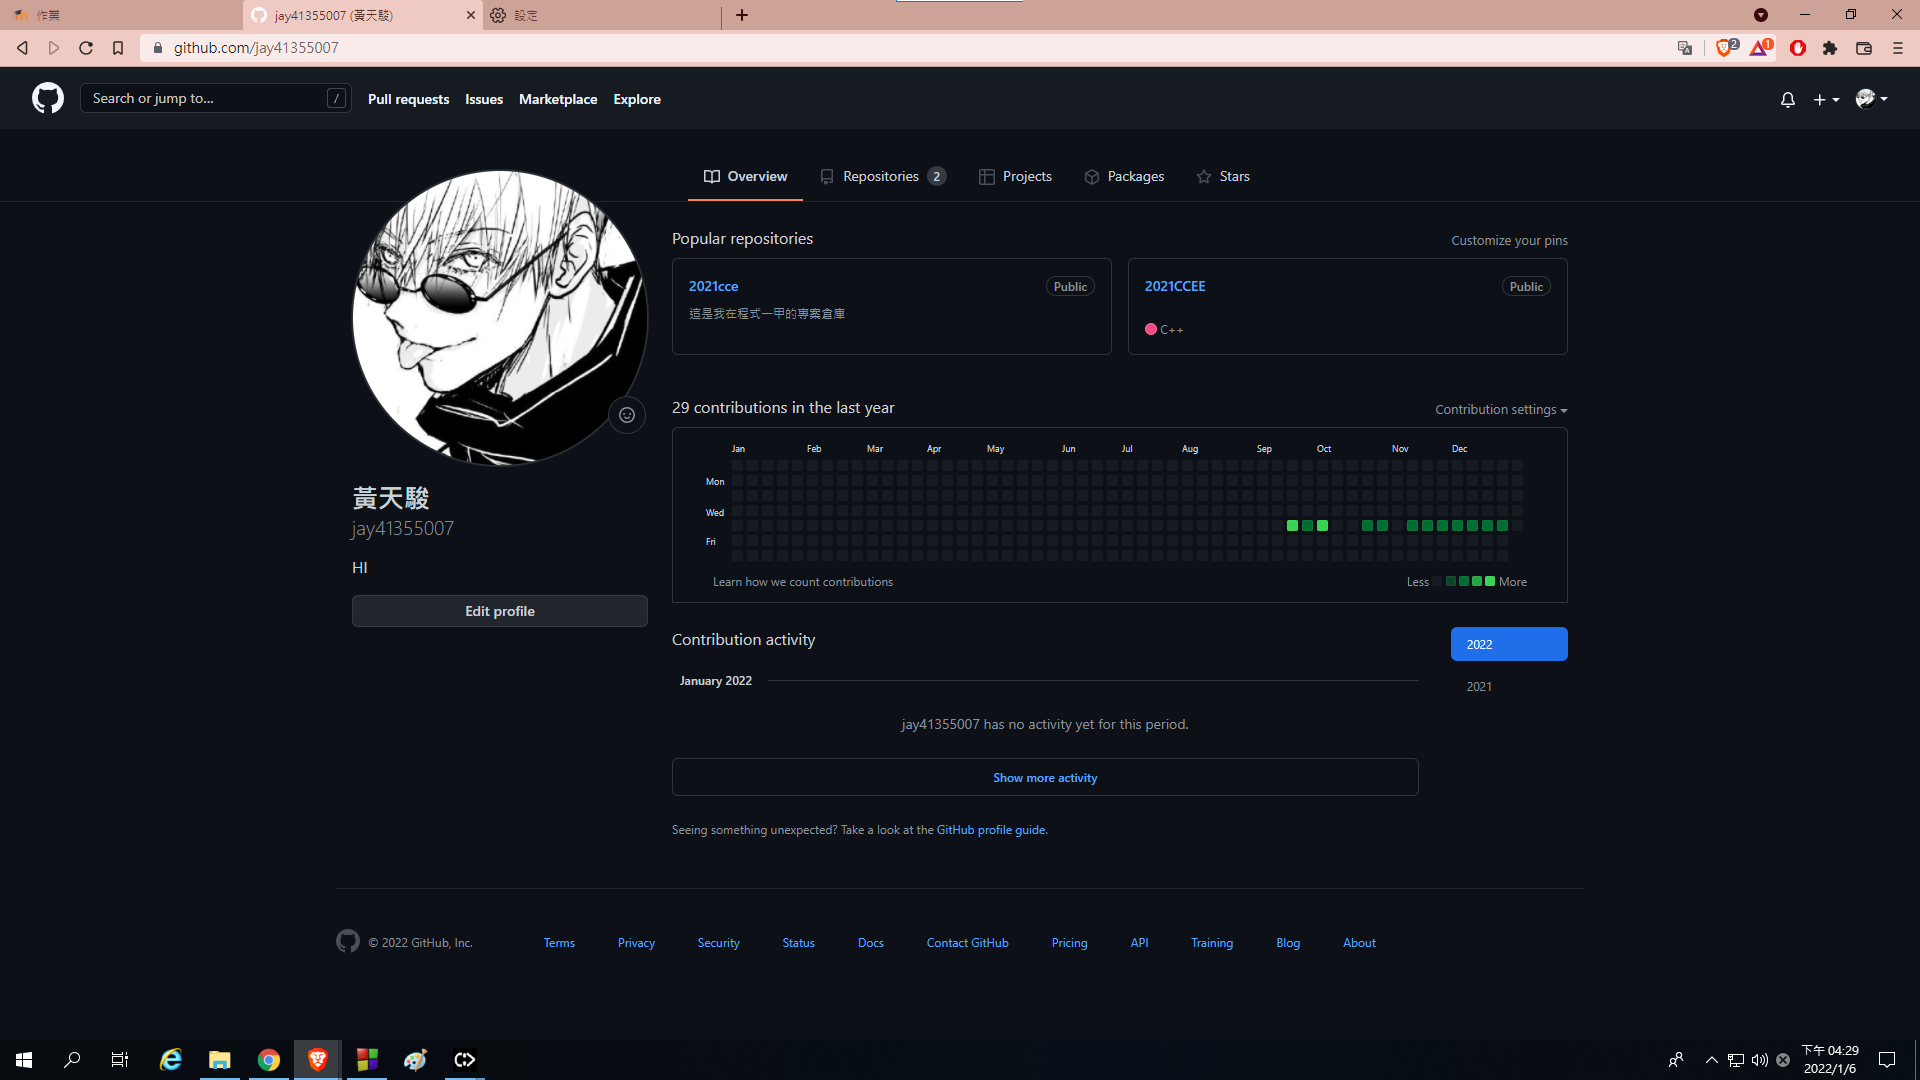 作業
jay41355007 (黃天駿)
設定
github.com/jay41355007
2
1
Search or jump to...
/
Pull requests
Issues
Marketplace
Explore
Overview
Repositories 2
Projects
Packages
Stars
Popular repositories
Customize your pins
2021cce
Public
這是我在程式一甲的專案倉庫
2021CCEE
Public
C++
29 contributions in the last year
Contribution settings
Jan Feb Mar Apr May Jun Jul Aug Sep Oct Nov Dec
Mon
Wed
Fri
Learn how we count contributions
Less More
黃天駿
jay41355007
HI
Edit profile
Contribution activity
2022
2021
January 2022
jay41355007 has no activity yet for this period.
Show more activity
Seeing something unexpected? Take a look at the GitHub profile guide.
© 2022 GitHub, Inc.
Terms
Privacy
Security
Status
Docs
Contact GitHub
Pricing
API
Training
Blog
About
下午 04:29
2022/1/6